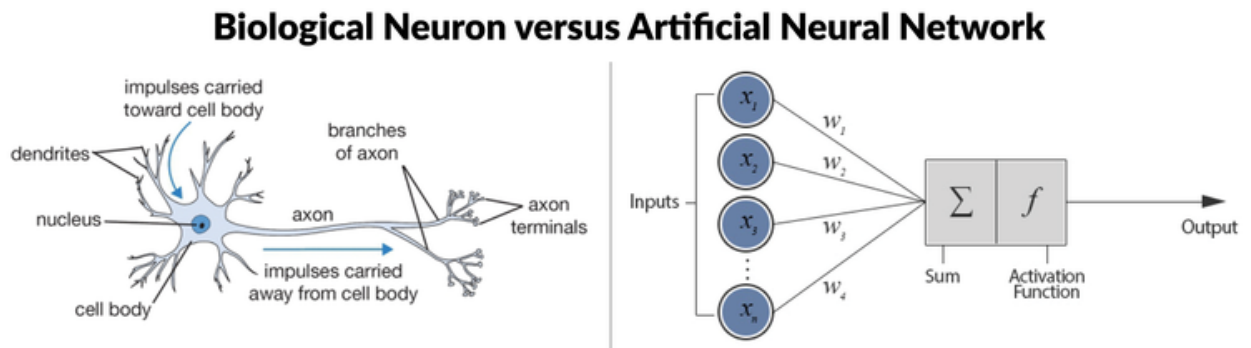 Biological Neuron versus Artificial Neural Network
impulses carried
toward cell body
dendrites
branches
of axon
nucleus
axon
axon
terminals
impulses carried
away from cell body
cell body
Inputs
x₁
x₂
x₃
xₙ
w₁
w₂
w₃
w₄
∑
f
Sum
Activation
Function
Output